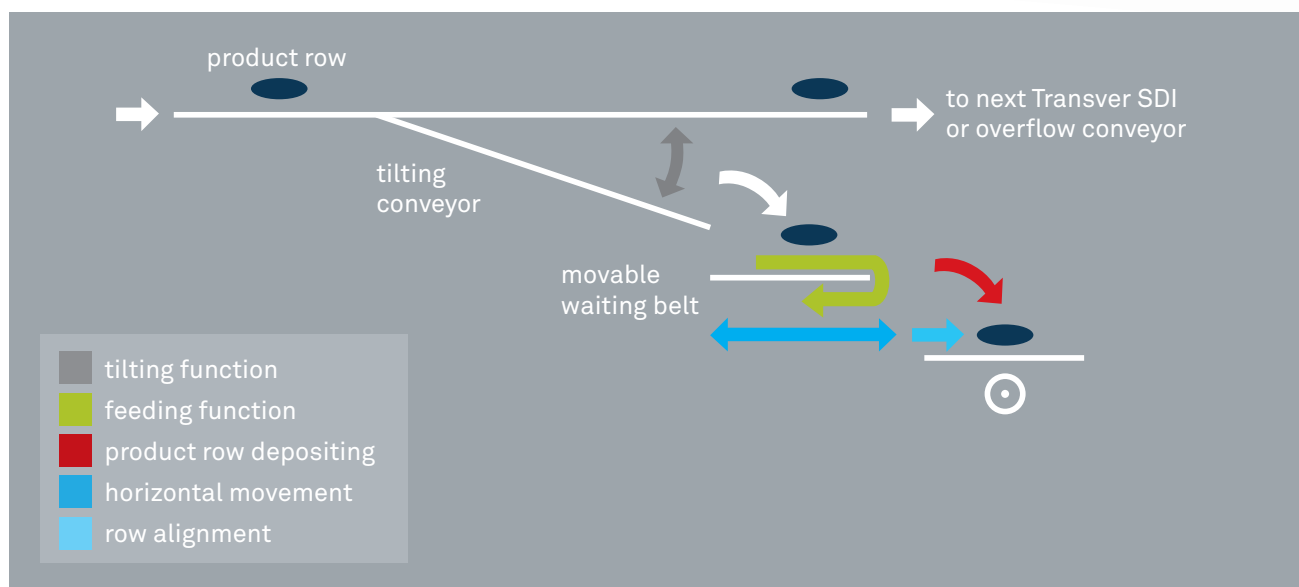 product row
to next Transver SDI
or overflow conveyor
tilting
conveyor
movable
waiting belt
tilting function
feeding function
product row depositing
horizontal movement
row alignment